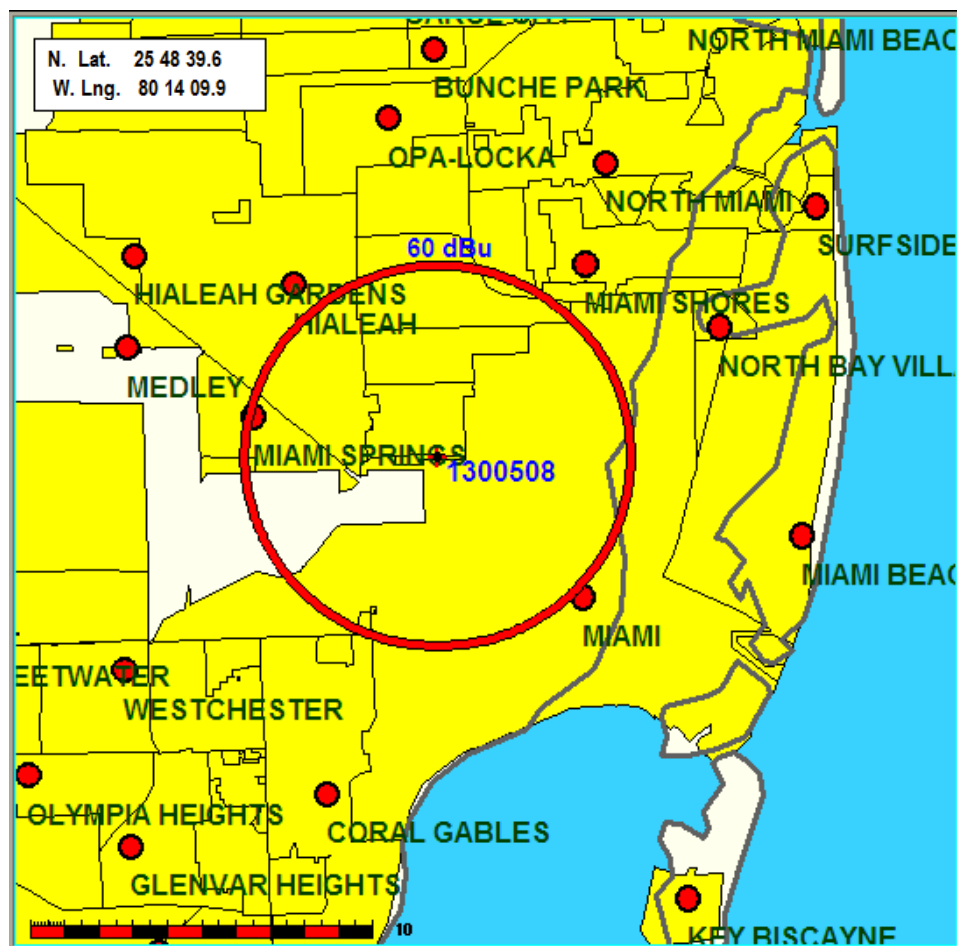 NORTH MIAMI BEAC
N. Lat. 25 48 39.6
W. Lng. 80 14 09.9
BUNCHE PARK
OPA-LOCKA
NORTH MIAMI
SURFSIDE
60 dBu
HIALEAH GARDENS
MIAMI SHORES
HIALEAH
NORTH BAY VILL
MEDLEY
MIAMI SPRINGS
1300508
MIAMI BEAC
MIAMI
EETWATER
WESTCHESTER
OLYMPIA HEIGHTS
CORAL GABLES
GLENVAR HEIGHTS
10
KEY BISCAYNE